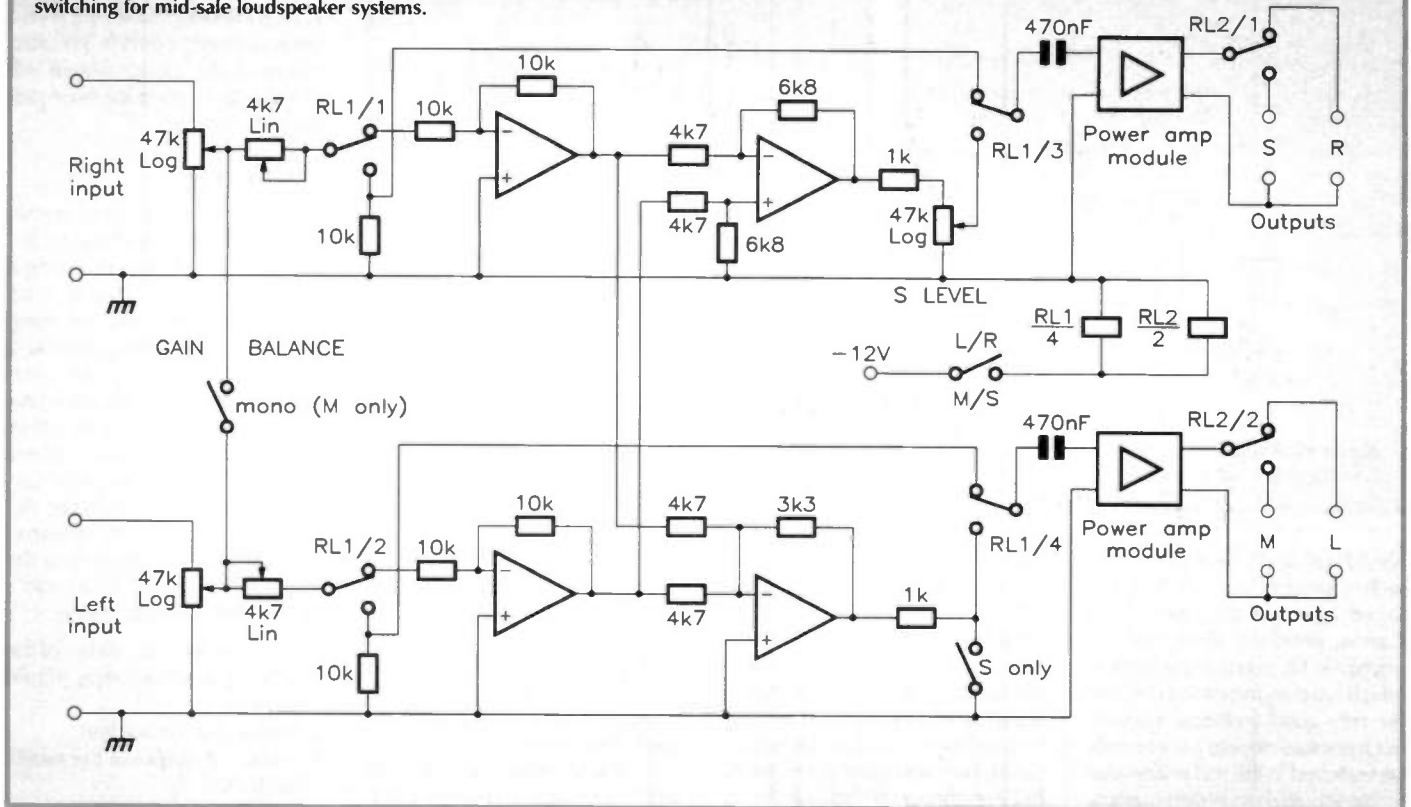 switching for mid-sale loudspeaker systems.
470nF
RL2/1
10k
6k8
4k7
Lin
RL1/1
10k
4k7
47k
Log
Right
input
1k
RL1/3
Power amp
module
S
R
10k
4k7
6k8
47k
Log
Outputs
S LEVEL
RL1
4
RL2
2
GAIN
BALANCE
-12V
L/R
M/S
mono (M only)
470nF
RL2/2
10k
4k7
3k3
RL1/2
10k
RL1/4
Power amp
module
M
L
47k
Log
Left
input
4k7
Lin
4k7
1k
Outputs
10k
S only